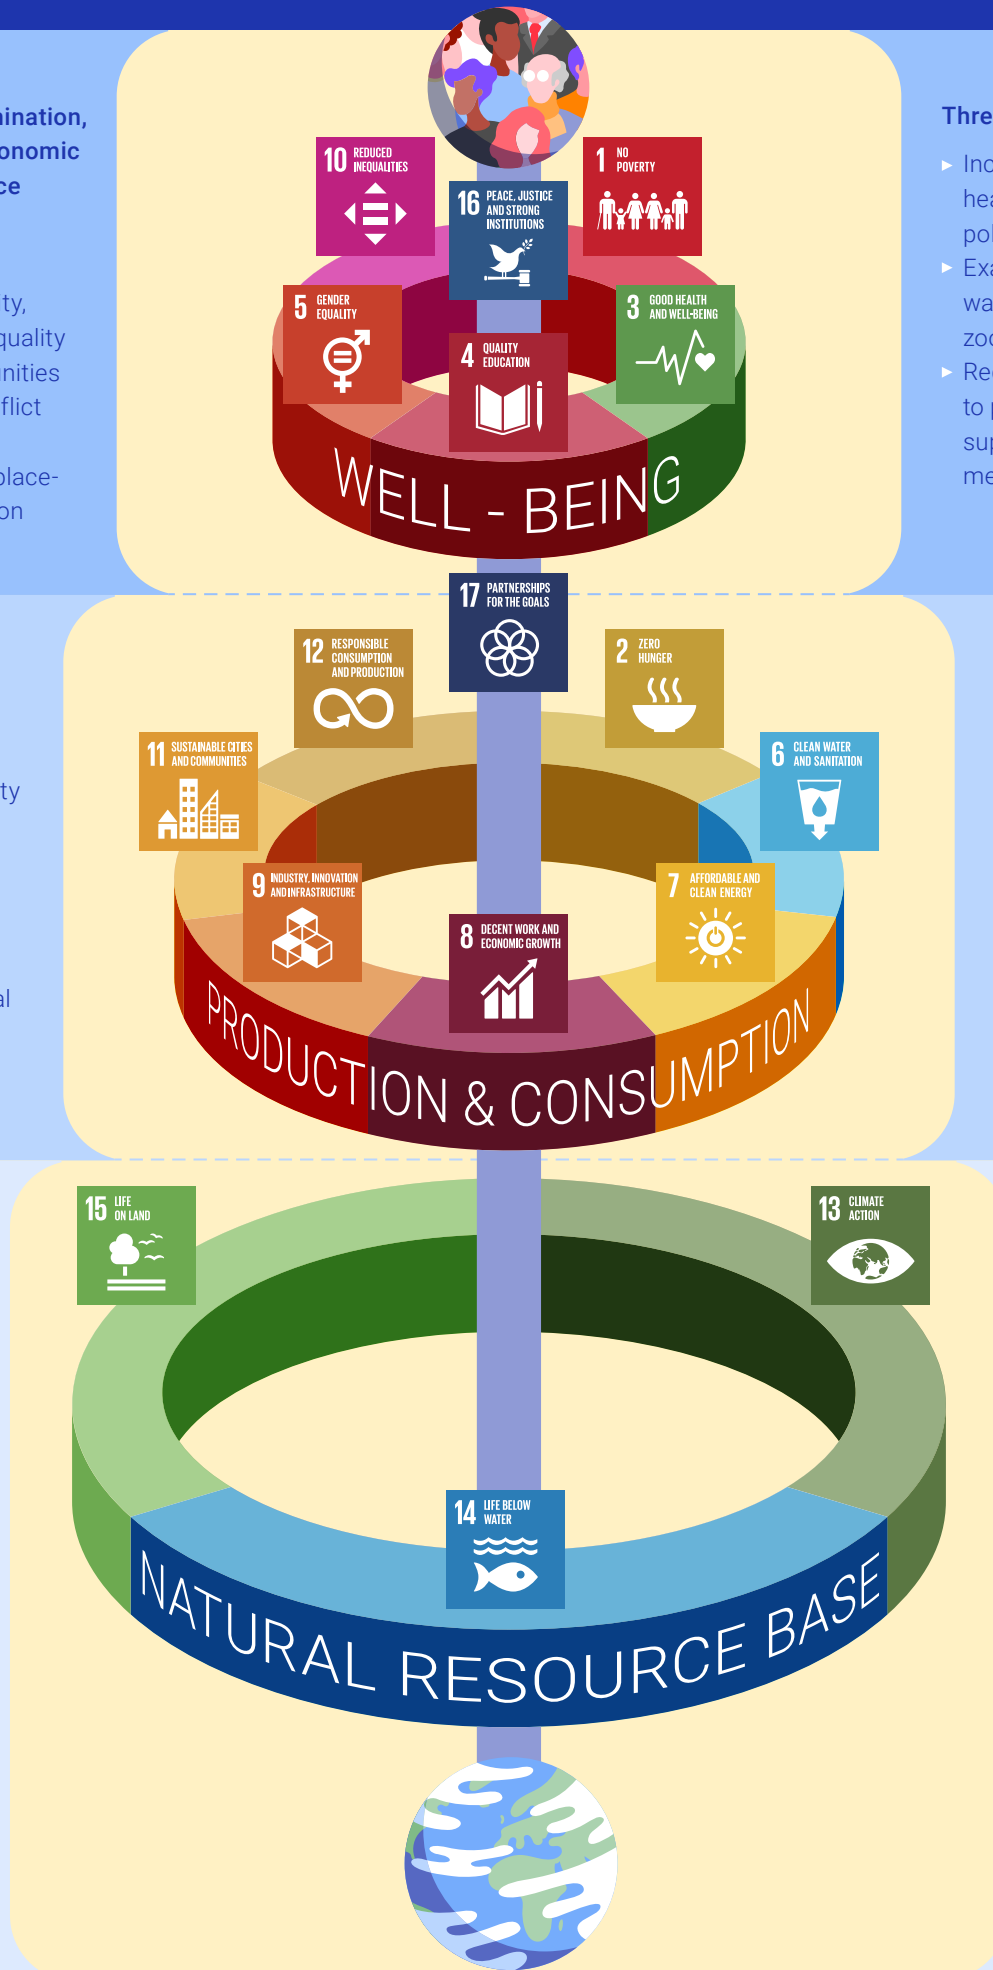 ination,
onomic
ce
ity,
quality
unities
flict
place-
on
10 REDUCED
INEQUALITIES
16 PEACE, JUSTICE
AND STRONG
INSTITUTIONS
1 NO
POVERTY
5 GENDER
EQUALITY
4 QUALITY
EDUCATION
3 GOOD HEALTH
AND WELL-BEING
WELL - BEING
Thre
Inc
hea
pol
Exa
wa
zoo
Re
to p
sup
me
17 PARTNERSHIPS
FOR THE GOALS
12 RESPONSIBLE
CONSUMPTION
AND PRODUCTION
2 ZERO
HUNGER
11 SUSTAINABLE CITIES
AND COMMUNITIES
6 CLEAN WATER
AND SANITATION
ty
9 INDUSTRY, INNOVATION
AND INFRASTRUCTURE
8 DECENT WORK AND
ECONOMIC GROWTH
7 AFFORDABLE AND
CLEAN ENERGY
al
PRODUCTION & CONSUMPTION
15 LIFE
ON LAND
13 CLIMATE
ACTION
14 LIFE BELOW
WATER
NATURAL RESOURCE BASE